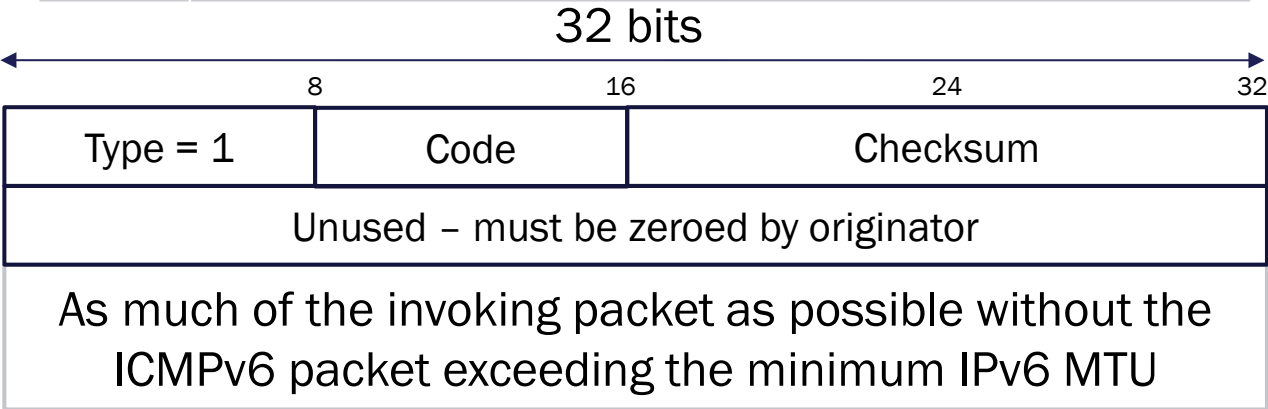 32 bits
8 16 24 32
Type = 1 Code Checksum
Unused – must be zeroed by originator
As much of the invoking packet as possible without the
ICMPv6 packet exceeding the minimum IPv6 MTU